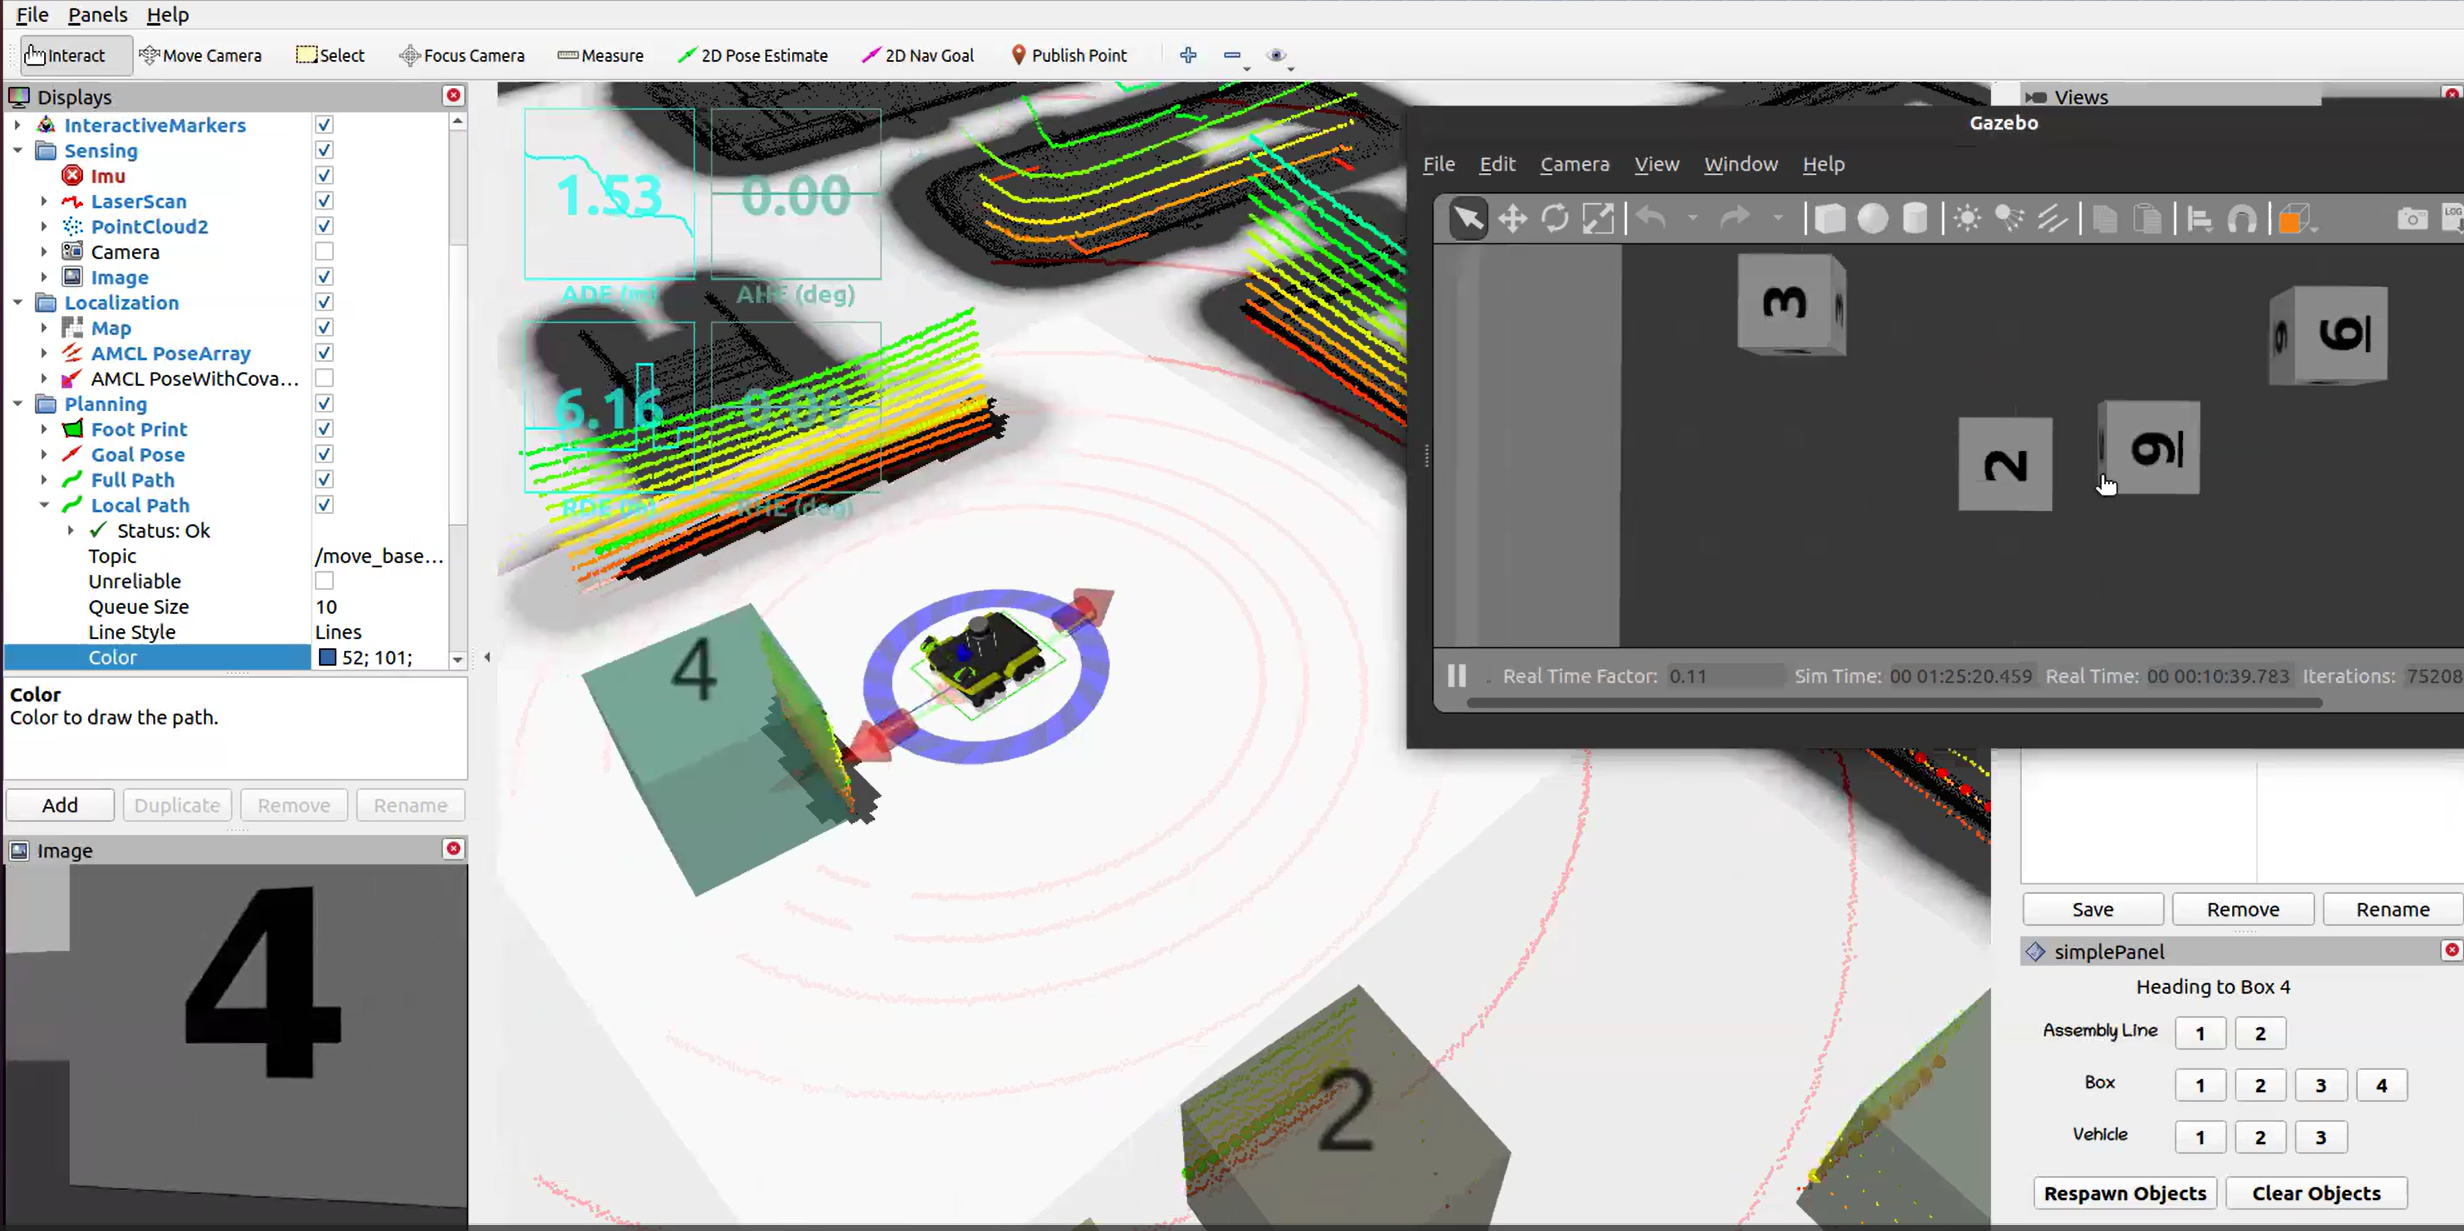 File Panels Help
Interact Move Camera Select Focus Camera Measure 2D Pose Estimate 2D Nav Goal Publish Point
Displays
InteractiveMarkers
Sensing
Imu
LaserScan
PointCloud2
Camera
Image
Localization
Map
AMCL PoseArray
AMCL PoseWithCova...
Planning
Foot Print
Goal Pose
Full Path
Local Path
Status: Ok
Topic /move_base...
Unreliable
Queue Size 10
Line Style Lines
Color 52; 101;
Color
Color to draw the path.
Add Duplicate Remove Rename
Image
4
1.53 0.00
ADE (m) AHE (deg)
6.16 0.00
RDE (m) RHE (deg)
4
2
Views
Gazebo
File Edit Camera View Window Help
LOG
3 3
6 9
2 9
Real Time Factor: 0.11 Sim Time: 00 01:25:20.459 Real Time: 00 00:10:39.783 Iterations: 75208
Save Remove Rename
simplePanel
Heading to Box 4
Assembly Line 1 2
Box 1 2 3 4
Vehicle 1 2 3
Respawn Objects Clear Objects